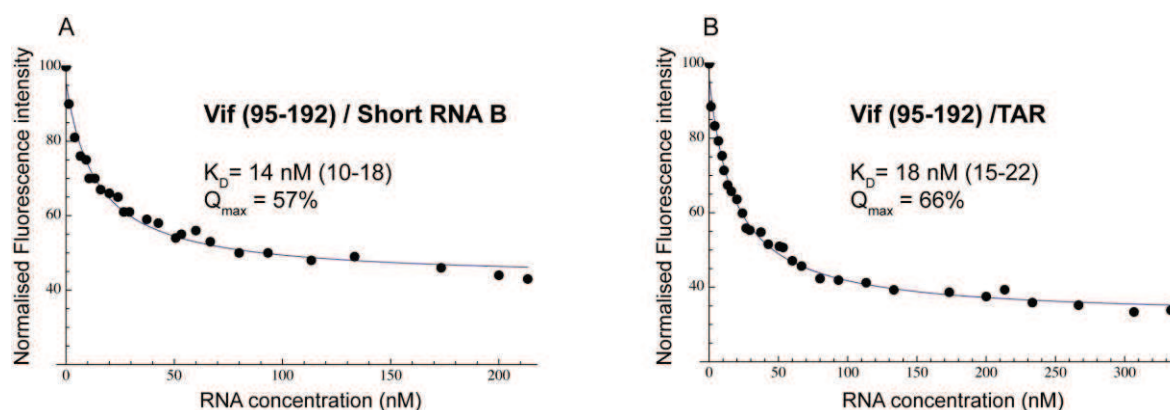 A
Normalised Fluorescence intensity
100
80
60
40
Vif (95-192) / Short RNA B
K_D= 14 nM (10-18)
Q_max = 57%
0 50 100 150 200
RNA concentration (nM)
B
Normalised Fluorescence intensity
100
80
60
40
Vif (95-192) /TAR
K_D= 18 nM (15-22)
Q_max = 66%
0 50 100 150 200 250 300
RNA concentration (nM)